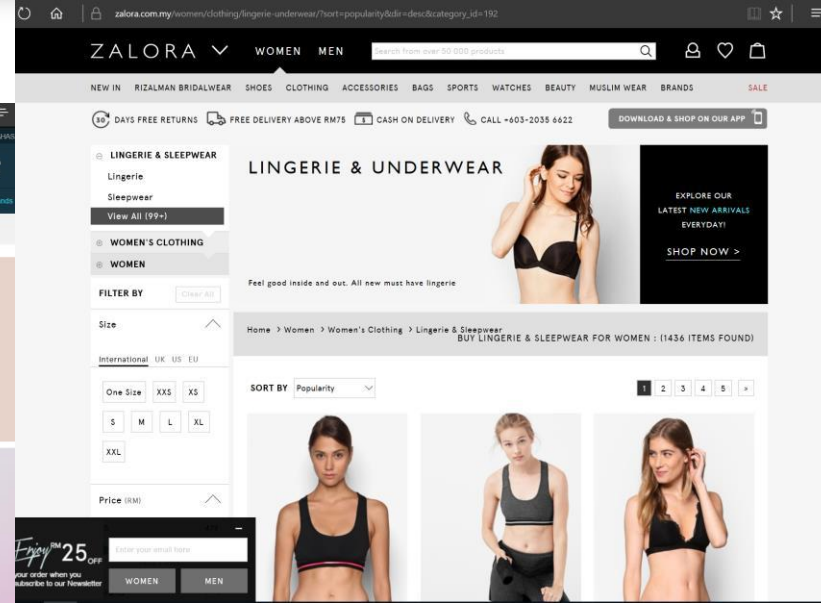 zalora.com.my/women/clothing/lingerie-underwear/?sort=popularity&dir=desc&category_id=192
ZALORA
WOMEN MEN
Search from over 50 000 products
NEW IN RIZALMAN BRIDALWEAR SHOES CLOTHING ACCESSORIES BAGS SPORTS WATCHES BEAUTY MUSLIM WEAR BRANDS SALE
30 DAYS FREE RETURNS FREE DELIVERY ABOVE RM75 $ CASH ON DELIVERY CALL +603-2035 6622 DOWNLOAD & SHOP ON OUR APP
LINGERIE & SLEEPWEAR
Lingerie
Sleepwear
View All (99+)
WOMEN'S CLOTHING
WOMEN
FILTER BY Clear All
Size
International UK US EU
One Size XXS XS
S M L XL
XXL
Price (RM)
LINGERIE & UNDERWEAR
Feel good inside and out. All new must have lingerie
EXPLORE OUR
LATEST NEW ARRIVALS
EVERYDAY!
SHOP NOW >
Home > Women > Women's Clothing > Lingerie & Sleepwear
BUY LINGERIE & SLEEPWEAR FOR WOMEN : (1436 ITEMS FOUND)
SORT BY Popularity
1 2 3 4 5 »
Enjoy RM25 OFF
your order when you
subscribe to our Newsletter
Enter your email here
WOMEN MEN